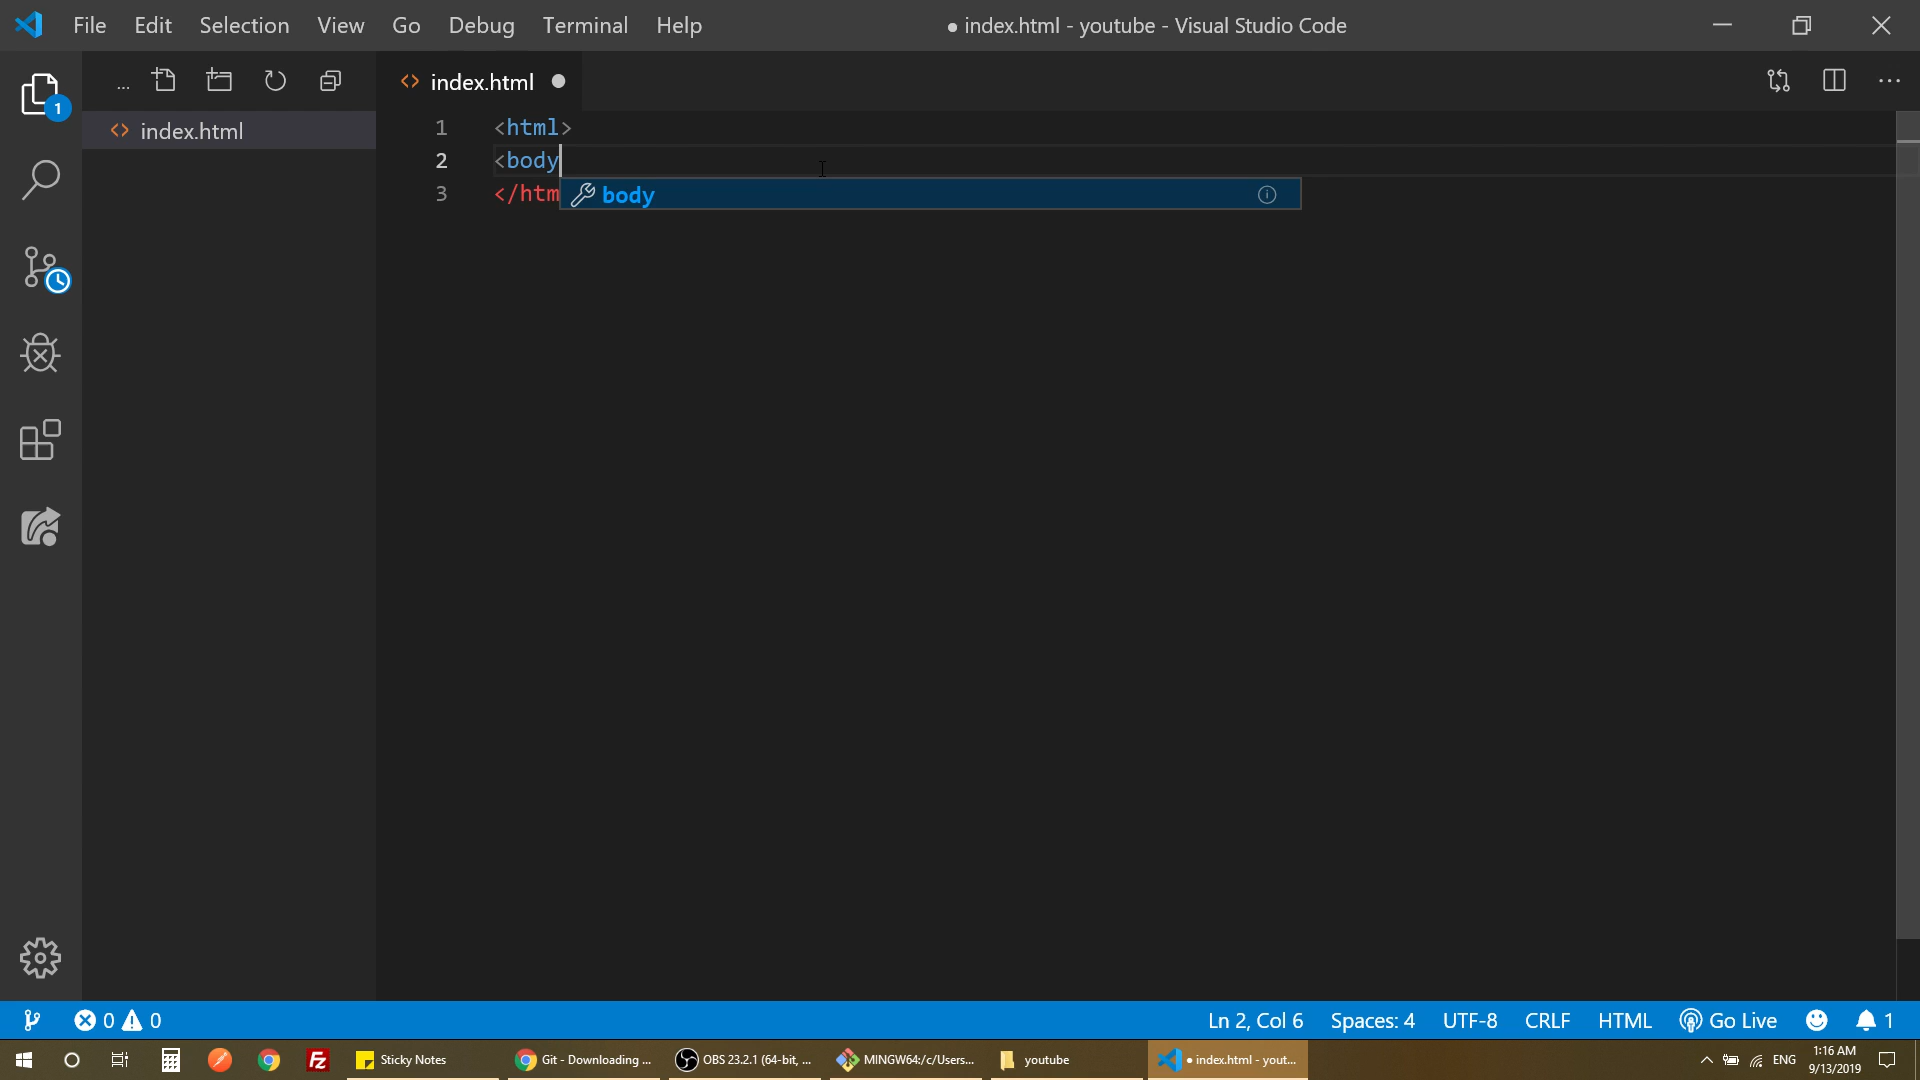 File Edit Selection View Go Debug Terminal Help
● index.html - youtube - Visual Studio Code
1
...
index.html
index.html
1 <html>
2 <body
3 </htm
body
0 0
Ln 2, Col 6 Spaces: 4 UTF-8 CRLF HTML Go Live 1
Sticky Notes
Git - Downloading ...
OBS 23.2.1 (64-bit, ...
MINGW64:/c/Users...
youtube
● index.html - yout...
ENG
1:16 AM
9/13/2019